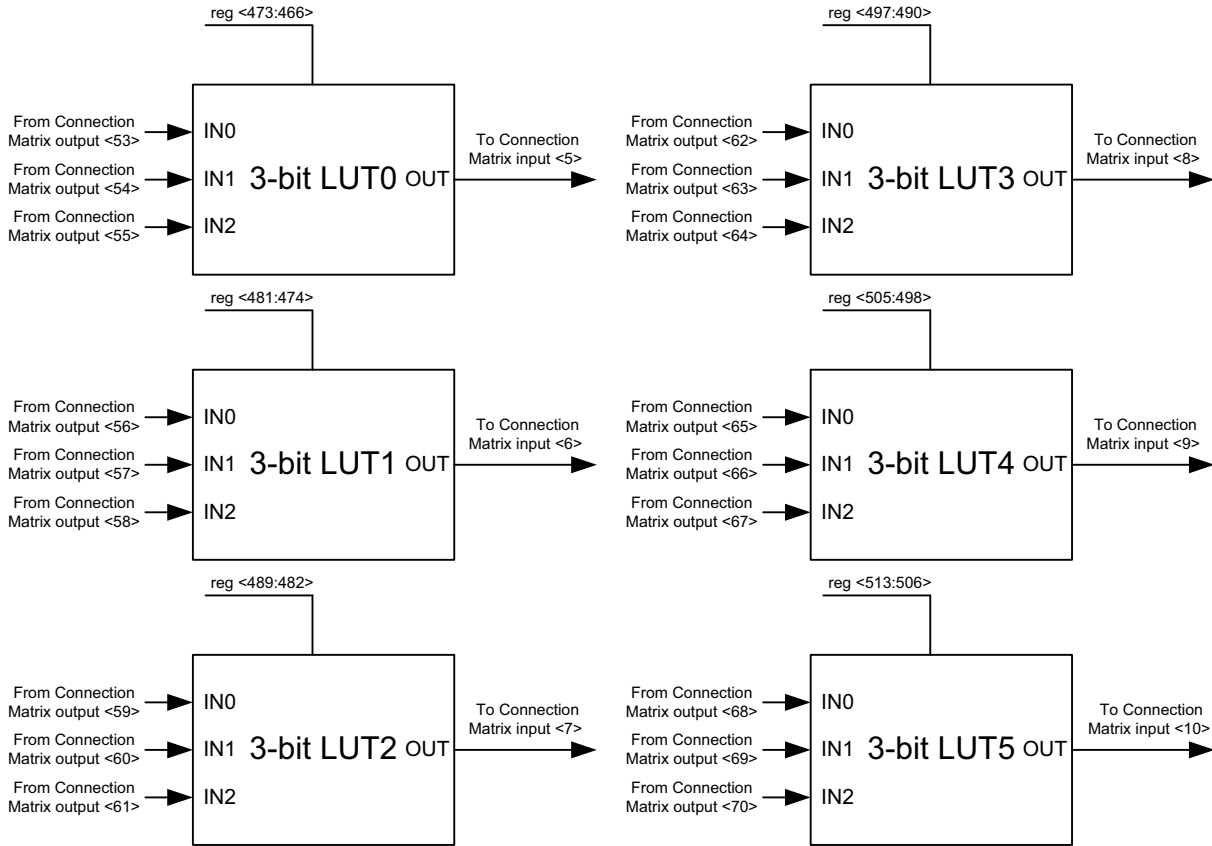 reg <473:466>
From Connection
Matrix output <53>
From Connection
Matrix output <54>
From Connection
Matrix output <55>
IN0
IN1
IN2
3-bit LUT0
OUT
To Connection
Matrix input <5>
reg <497:490>
From Connection
Matrix output <62>
From Connection
Matrix output <63>
From Connection
Matrix output <64>
IN0
IN1
IN2
3-bit LUT3
OUT
To Connection
Matrix input <8>
reg <481:474>
From Connection
Matrix output <56>
From Connection
Matrix output <57>
From Connection
Matrix output <58>
IN0
IN1
IN2
3-bit LUT1
OUT
To Connection
Matrix input <6>
reg <505:498>
From Connection
Matrix output <65>
From Connection
Matrix output <66>
From Connection
Matrix output <67>
IN0
IN1
IN2
3-bit LUT4
OUT
To Connection
Matrix input <9>
reg <489:482>
From Connection
Matrix output <59>
From Connection
Matrix output <60>
From Connection
Matrix output <61>
IN0
IN1
IN2
3-bit LUT2
OUT
To Connection
Matrix input <7>
reg <513:506>
From Connection
Matrix output <68>
From Connection
Matrix output <69>
From Connection
Matrix output <70>
IN0
IN1
IN2
3-bit LUT5
OUT
To Connection
Matrix input <10>